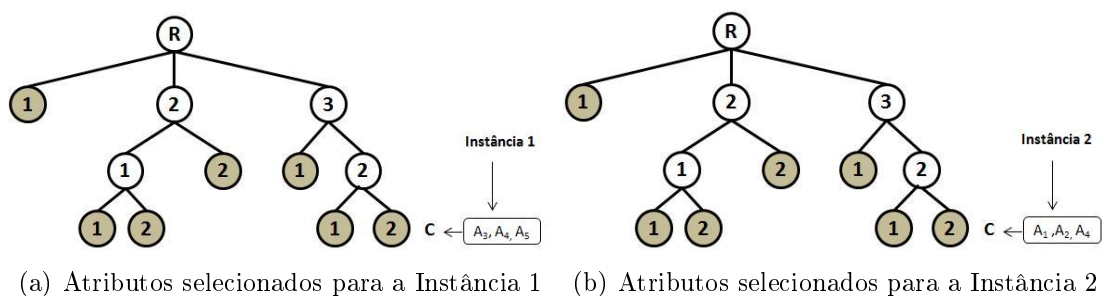 R
1 2 3
Instância 1
1 2 1 2
1 2 1 2 C A3, A4, A5
(a) Atributos selecionados para a Instância 1
R
1 2 3
Instância 2
1 2 1 2
1 2 1 2 C A1 ,A2, A4
(b) Atributos selecionados para a Instância 2